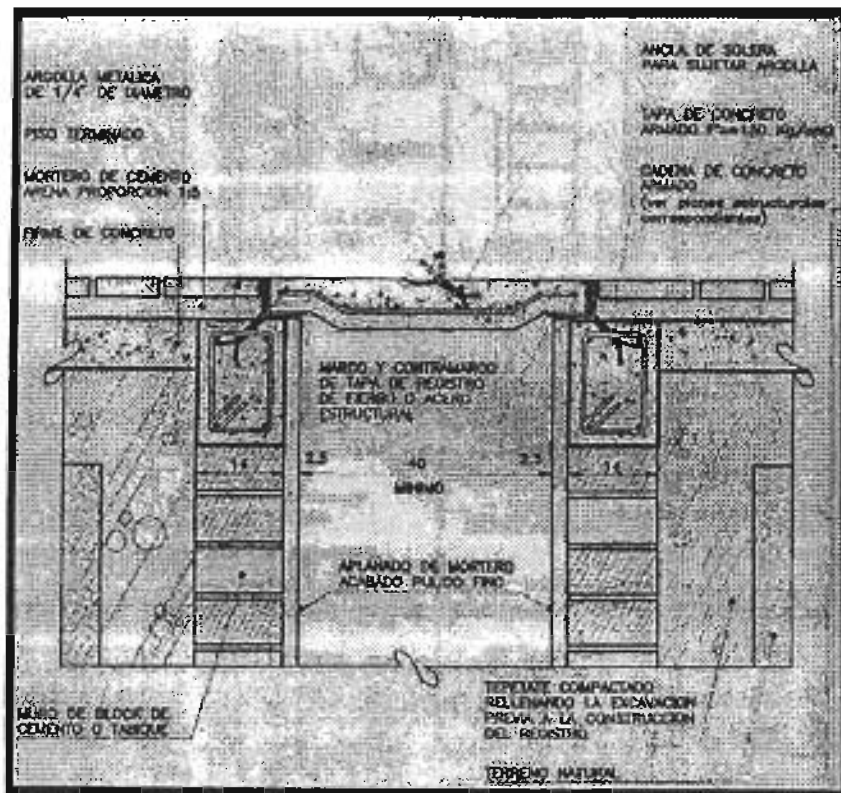 ARGOLLA METALICA
DE 1/4" DE DIAMETRO
PISO TERMINADO
MORTERO DE CEMENTO
ARENA PROPORCION 1:5
FIRME DE CONCRETO
ANCLA DE SOLERA
PARA SUJETAR ARGOLLA
TAPA DE CONCRETO
ARMADO
CADENA DE CONCRETO
ARMADO
(ver planos estructurales
correspondientes)
MARCO Y CONTRAMARCO
DE TAPA DE REGISTRO
DE FIERRO O ACERO
ESTRUCTURAL
14 2.5 40 2.5 14
MINIMO
APLANADO DE MORTERO
ACABADO PULIDO FINO
MURO DE BLOCK DE
CEMENTO O TABIQUE
TEPETATE COMPACTADO
RELLENANDO LA EXCAVACION
PREVIA A LA CONSTRUCCION
DEL REGISTRO
TERRENO NATURAL